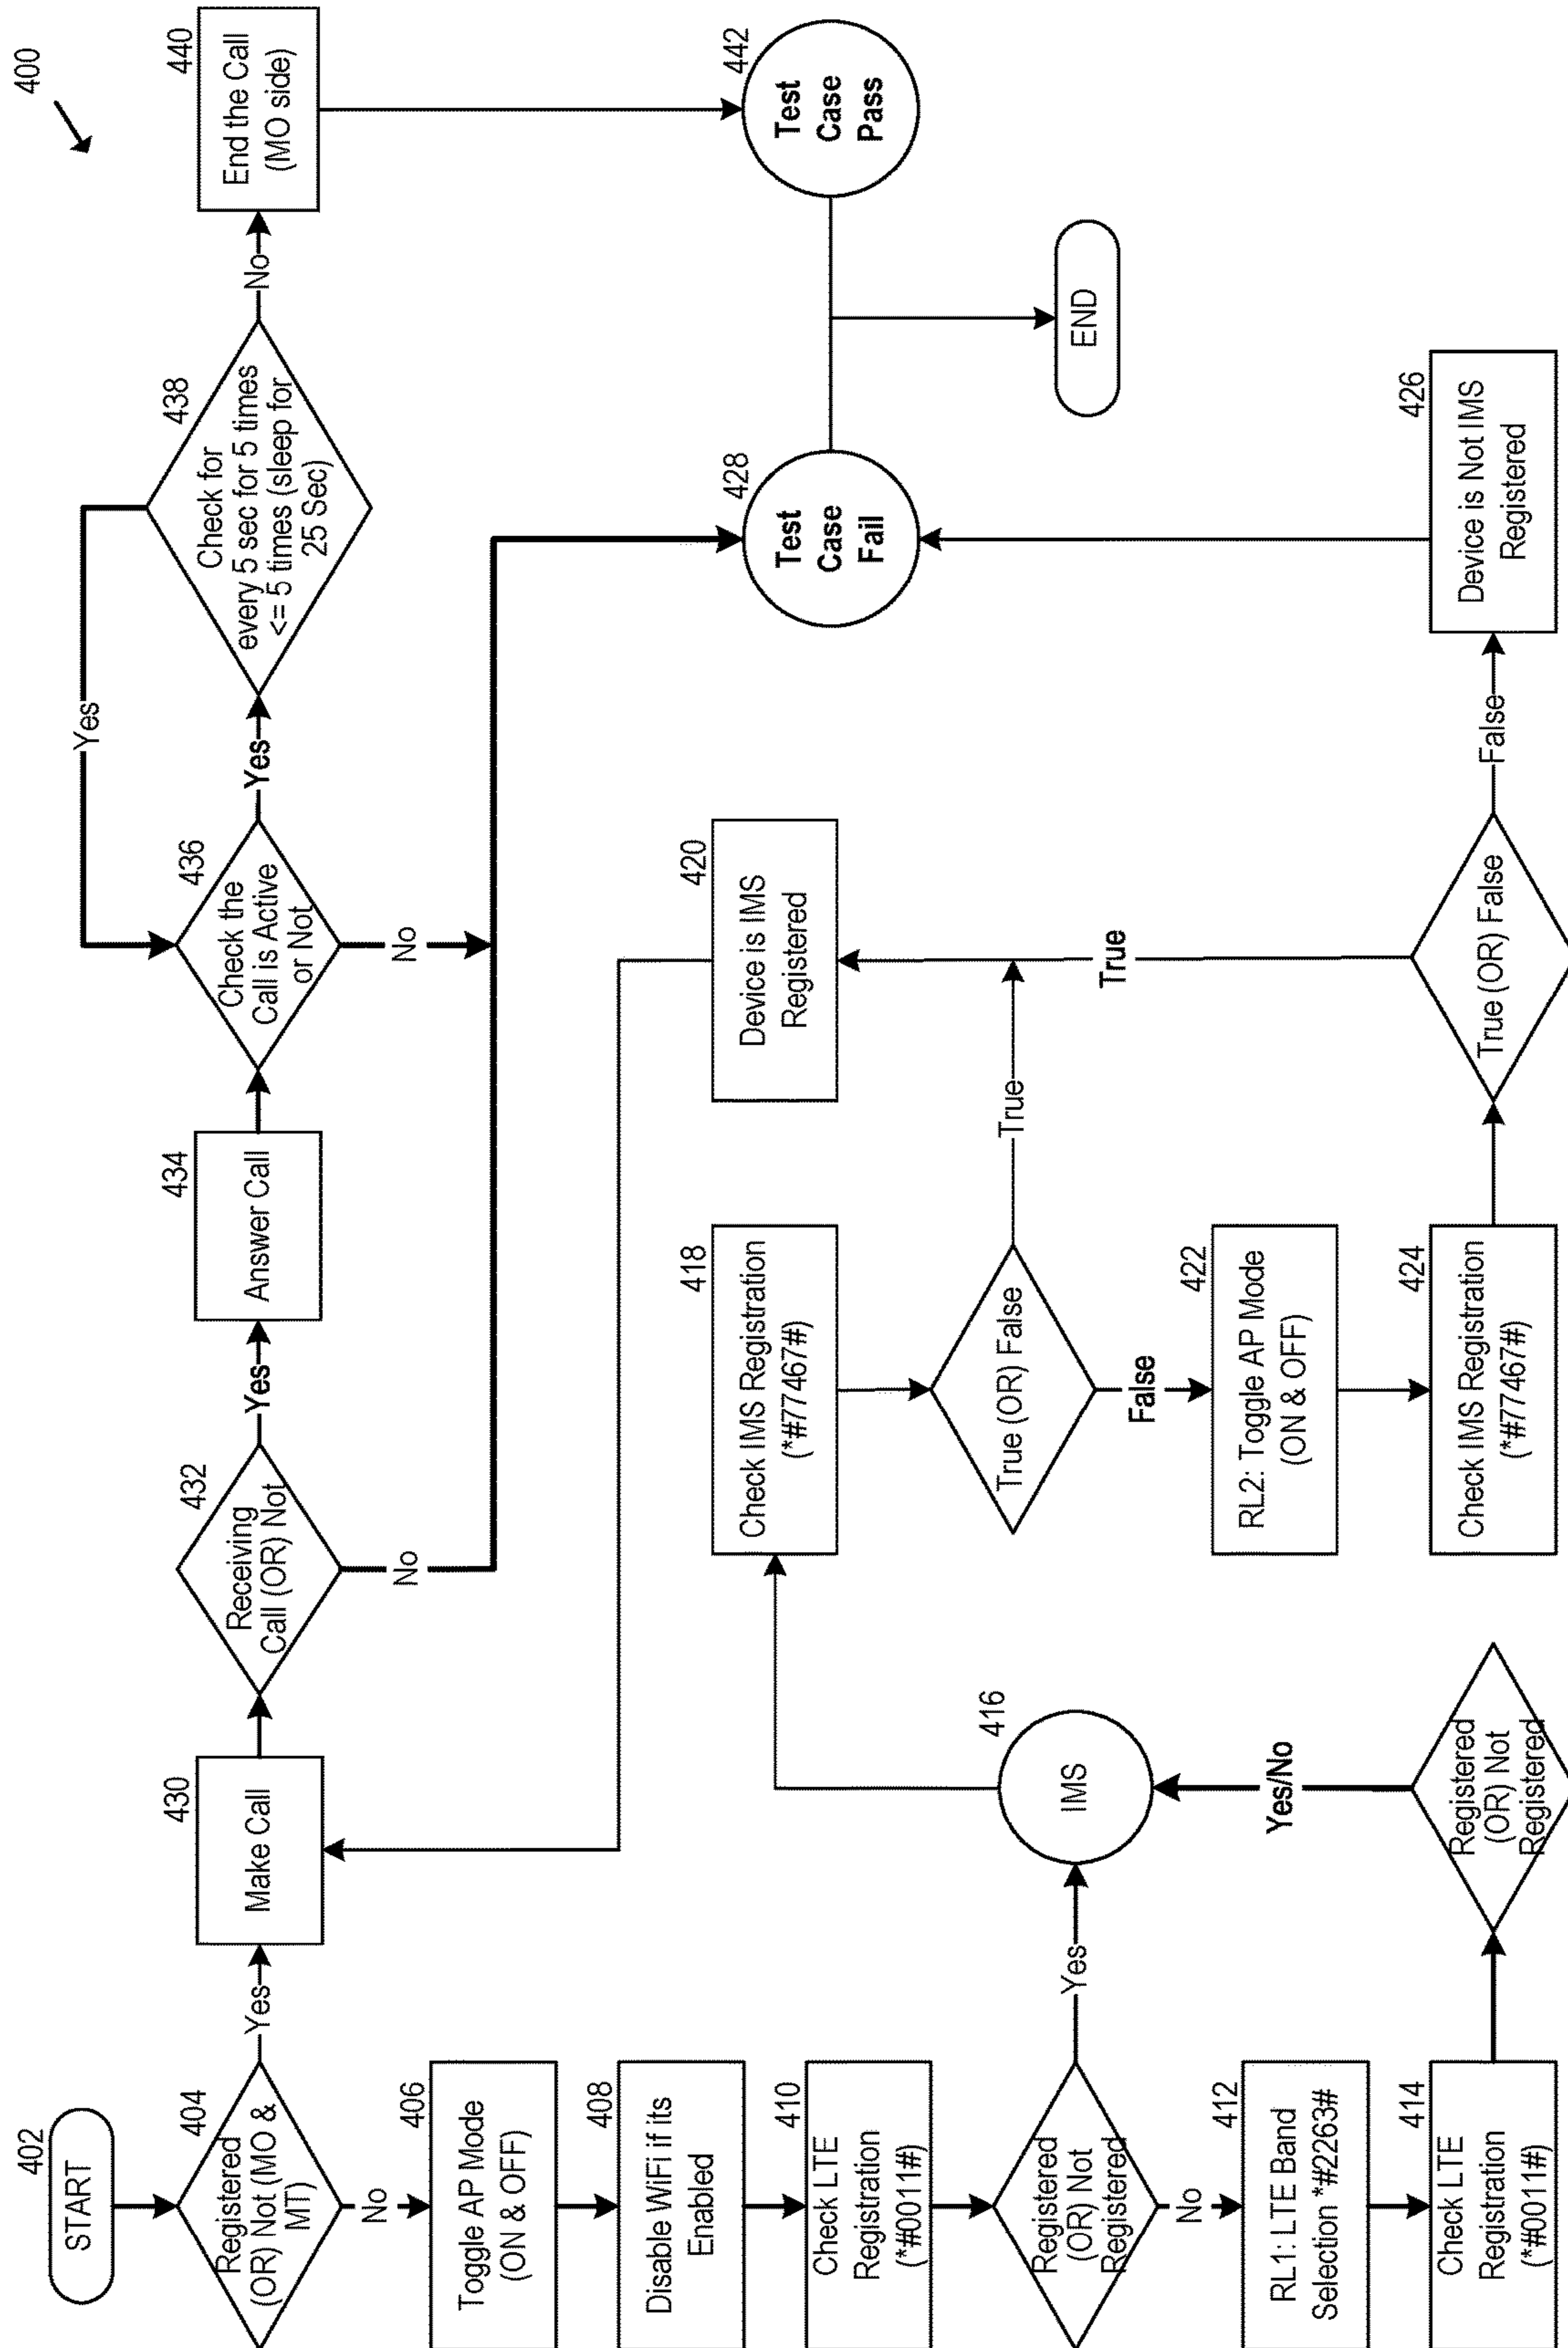 400
402
START
404
Registered
(OR) Not (MO &
MT)
Yes
No
406
Toggle AP Mode
(ON & OFF)
408
Disable WiFi if its
Enabled
410
Check LTE
Registration
(*#0011#)
Registered
(OR) Not
Registered
Yes
No
412
RL1: LTE Band
Selection *#2263#
414
Check LTE
Registration
(*#0011#)
Registered
(OR) Not
Registered
Yes/No
416
IMS
418
Check IMS Registration
(*#77467#)
True (OR) False
True
False
420
Device is IMS
Registered
422
RL2: Toggle AP Mode
(ON & OFF)
424
Check IMS Registration
(*#77467#)
True (OR) False
True
False
426
Device is Not IMS
Registered
428
Test
Case
Fail
430
Make Call
432
Receiving
Call (OR) Not
Yes
No
434
Answer Call
436
Check the
Call is Active
or Not
Yes
No
438
Check for
every 5 sec for 5 times
<= 5 times (sleep for
25 Sec)
Yes
No
440
End the Call
(MO side)
442
Test
Case
Pass
END